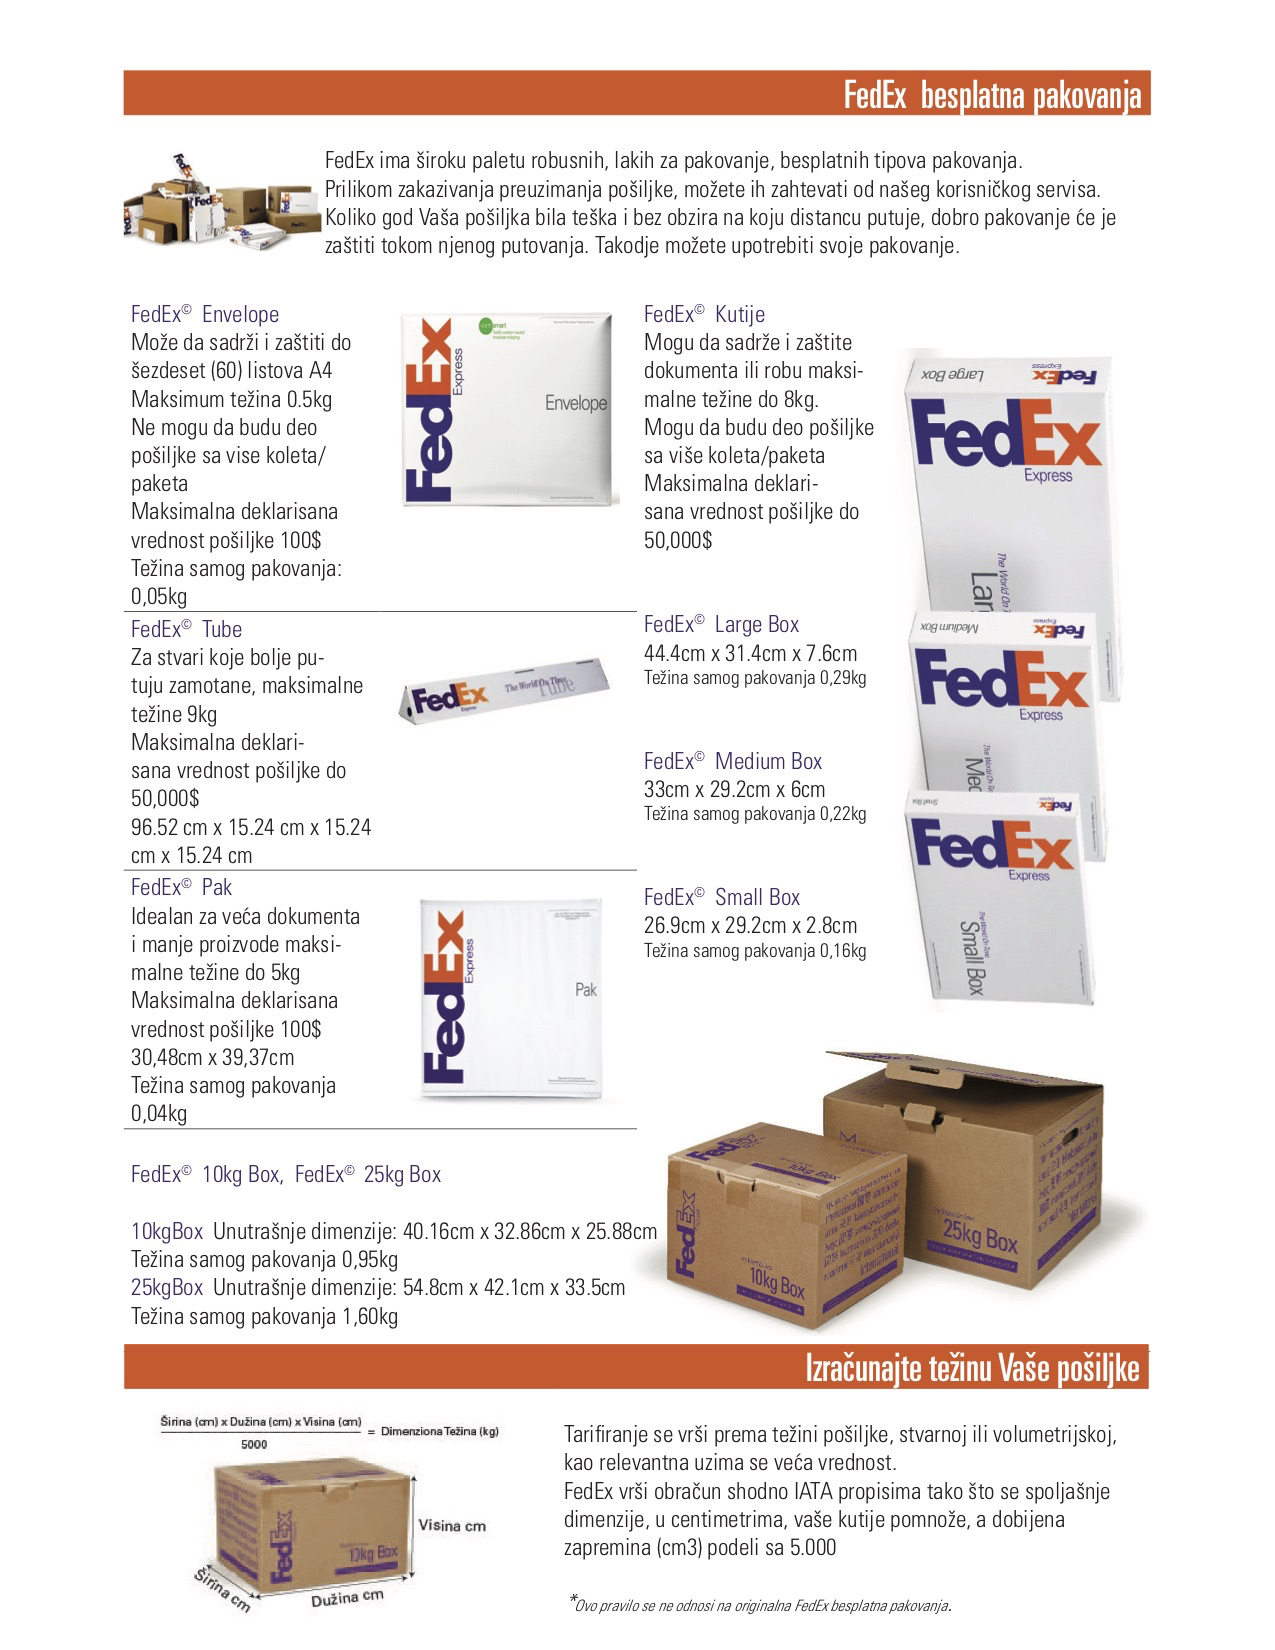 FedEx besplatna pakovanja
FedEx ima široku paletu robusnih, lakih za pakovanje, besplatnih tipova pakovanja.
Prilikom zakazivanja preuzimanja pošiljke, možete ih zahtevati od našeg korisničkog servisa.
Koliko god Vaša pošiljka bila teška i bez obzira na koju distancu putuje, dobro pakovanje će je
zaštiti tokom njenog putovanja. Takodje možete upotrebiti svoje pakovanje.
FedEx© Envelope
Može da sadrži i zaštiti do
šezdeset (60) listova A4
Maksimum težina 0.5kg
Ne mogu da budu deo
pošiljke sa vise koleta/
paketa
Maksimalna deklarisana
vrednost pošiljke 100$
Težina samog pakovanja:
0,05kg
FedEx
Express
Envelope
FedEx© Tube
Za stvari koje bolje pu-
tuju zamotane, maksimalne
težine 9kg
Maksimalna deklari-
sana vrednost pošiljke do
50,000$
96.52 cm x 15.24 cm x 15.24
cm x 15.24 cm
FedEx
Express
The World On Time
Tube
FedEx© Pak
Idealan za veća dokumenta
i manje proizvode maksi-
malne težine do 5kg
Maksimalna deklarisana
vrednost pošiljke 100$
30,48cm x 39,37cm
Težina samog pakovanja
0,04kg
FedEx
Express
Pak
FedEx© Kutije
Mogu da sadrže i zaštite
dokumenta ili robu maksi-
malne težine do 8kg.
Mogu da budu deo pošiljke
sa više koleta/paketa
Maksimalna deklari-
sana vrednost pošiljke do
50,000$
FedEx© Large Box
44.4cm x 31.4cm x 7.6cm
Težina samog pakovanja 0,29kg
FedEx© Medium Box
33cm x 29.2cm x 6cm
Težina samog pakovanja 0,22kg
FedEx© Small Box
26.9cm x 29.2cm x 2.8cm
Težina samog pakovanja 0,16kg
Large Box
FedEx
Express
FedEx
Express
The World On T
Lar
Medium Box
FedEx
Express
FedEx
Express
Med
Small Box
FedEx
FedEx
Express
The World On Time
Small Box
FedEx© 10kg Box, FedEx© 25kg Box
10kgBox Unutrašnje dimenzije: 40.16cm x 32.86cm x 25.88cm
Težina samog pakovanja 0,95kg
25kgBox Unutrašnje dimenzije: 54.8cm x 42.1cm x 33.5cm
Težina samog pakovanja 1,60kg
FedEx
10kg Box
FedEx
10kg Box
International
25kg Box
Izračunajte težinu Vaše pošiljke
Širina (cm) x Dužina (cm) x Visina (cm)
5000
= Dimenziona Težina (kg)
FedEx
10kg Box
Visina cm
Širina cm
Dužina cm
Tarifiranje se vrši prema težini pošiljke, stvarnoj ili volumetrijskoj,
kao relevantna uzima se veća vrednost.
FedEx vrši obračun shodno IATA propisima tako što se spoljašnje
dimenzije, u centimetrima, vaše kutije pomnože, a dobijena
zapremina (cm3) podeli sa 5.000
*Ovo pravilo se ne odnosi na originalna FedEx besplatna pakovanja.